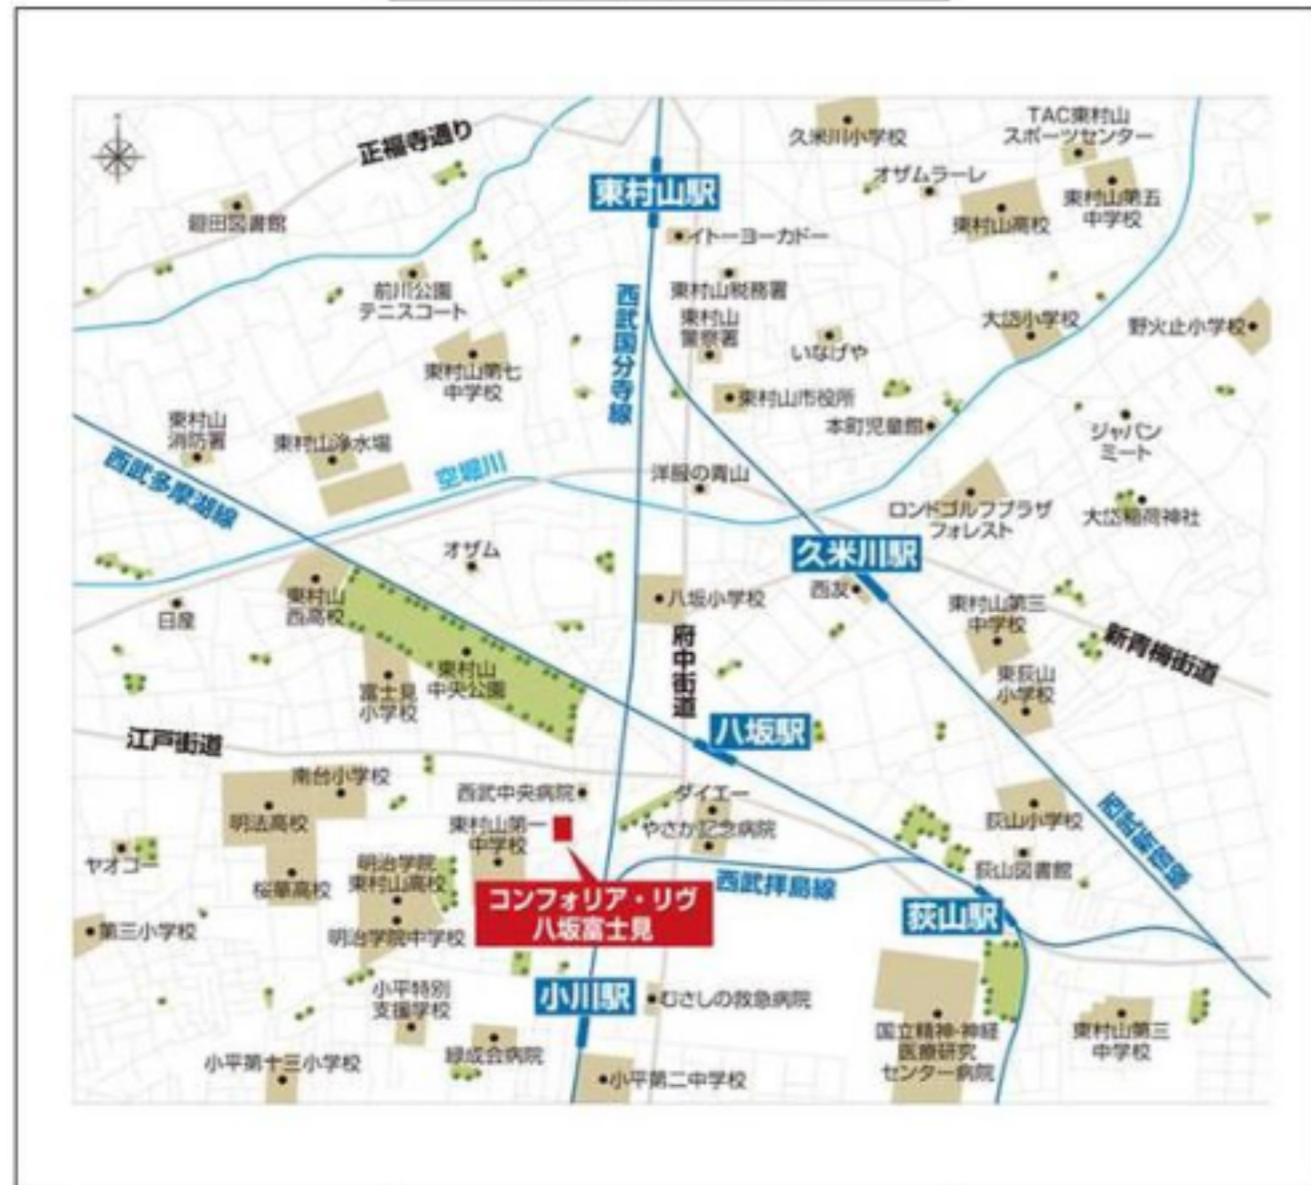 正福寺通り
久米川小学校
TAC東村山
スポーツセンター
オザムラーレ
東村山高校
東村山第五
中学校
東村山駅
イトーヨーカドー
東村山税務署
東村山
警察署
いなげや
東村山市役所
本町児童館
大岱小学校
野火止小学校
前川公園
テニスコート
東村山第七
中学校
西武国分寺線
東村山
消防署
東村山浄水場
西武多摩湖線
空堀川
洋服の青山
ジャパン
ミート
ロンドゴルフプラザ
フォレスト
大岱稲荷神社
久米川駅
西友
オザム
八坂小学校
東村山
西高校
日産
東村山
中央公園
富士見
小学校
府中街道
東村山第三
中学校
新青梅街道
東萩山
小学校
八坂駅
江戸街道
南台小学校
明法高校
西武中央病院
ダイエー
東村山第一
中学校
やさか記念病院
萩山小学校
萩山図書館
ヤオコー
桜華高校
明治学院
東村山高校
西武拝島線
コンフォリア・リヴ
八坂富士見
萩山駅
第三小学校
明治学院中学校
小川駅
むさしの救急病院
小平特別
支援学校
緑成会病院
小平第十三小学校
小平第二中学校
国立精神・神経
医療研究
センター病院
東村山第三
中学校